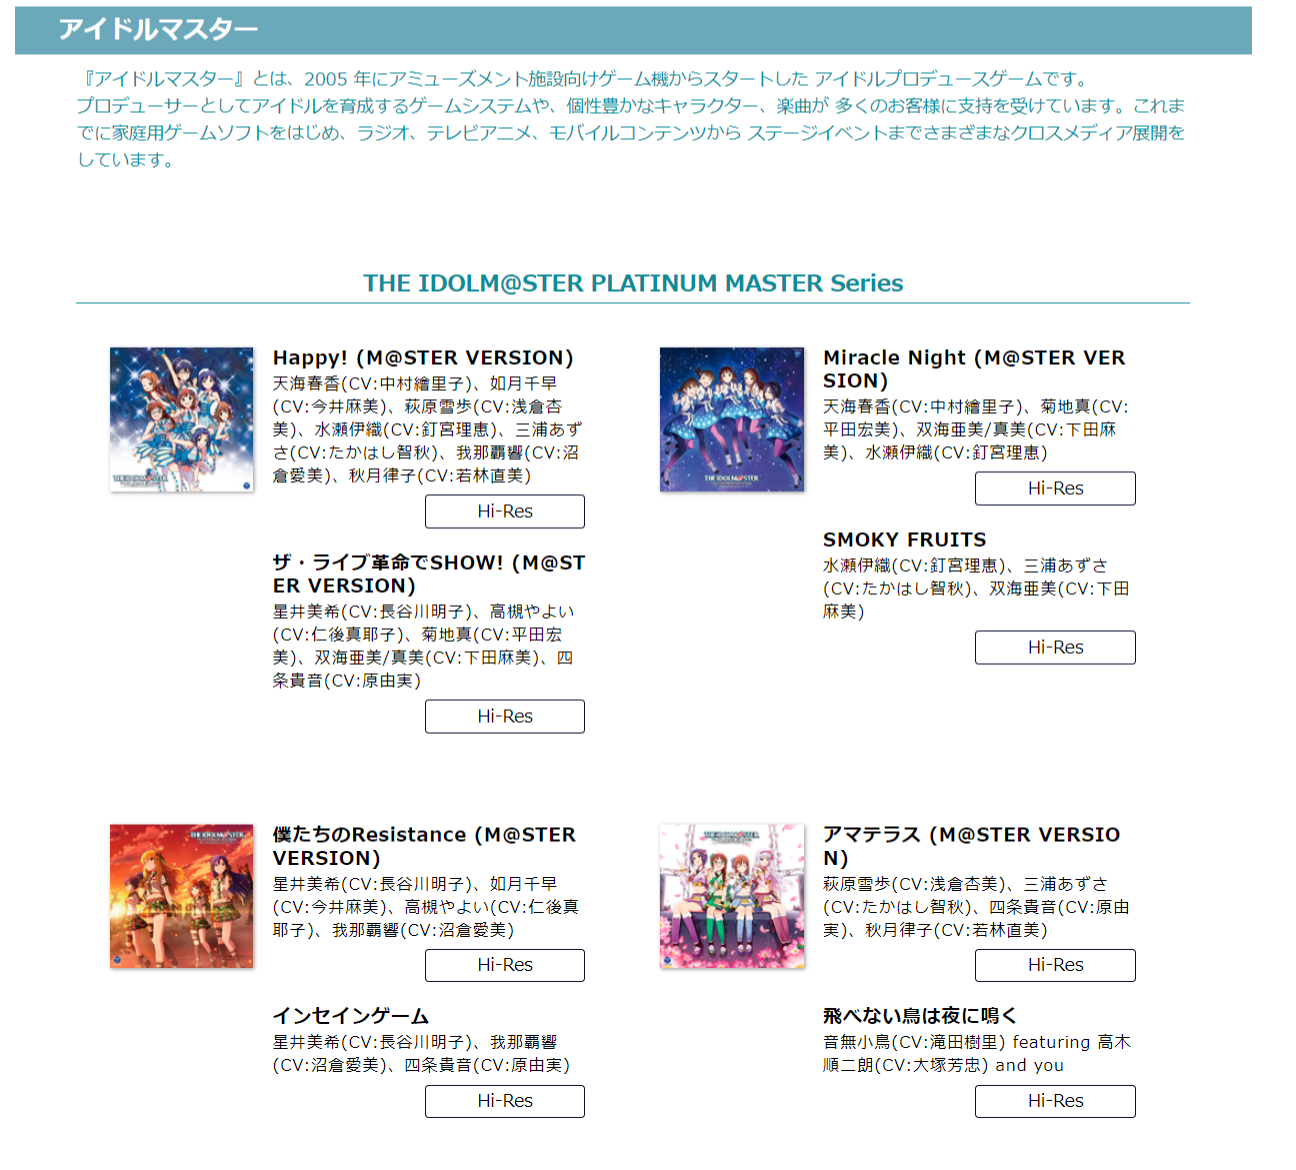 アイドルマスター
『アイドルマスター』とは、2005 年にアミューズメント施設向けゲーム機からスタートした アイドルプロデュースゲームです。
プロデューサーとしてアイドルを育成するゲームシステムや、個性豊かなキャラクター、楽曲が 多くのお客様に支持を受けています。これま
でに家庭用ゲームソフトをはじめ、ラジオ、テレビアニメ、モバイルコンテンツから ステージイベントまでさまざまなクロスメディア展開を
しています。
THE IDOLM@STER PLATINUM MASTER Series
THE IDOLM@STER
Happy! (M@STER VERSION)
天海春香(CV:中村繪里子)、如月千早
(CV:今井麻美)、萩原雪歩(CV:浅倉杏
美)、水瀬伊織(CV:釘宮理恵)、三浦あず
さ(CV:たかはし智秋)、我那覇響(CV:沼
倉愛美)、秋月律子(CV:若林直美)
Hi-Res
ザ・ライブ革命でSHOW! (M@ST
ER VERSION)
星井美希(CV:長谷川明子)、高槻やよい
(CV:仁後真耶子)、菊地真(CV:平田宏
美)、双海亜美/真美(CV:下田麻美)、四
条貴音(CV:原由実)
Hi-Res
THE IDOLM@STER
Miracle Night (M@STER VER
SION)
天海春香(CV:中村繪里子)、菊地真(CV:
平田宏美)、双海亜美/真美(CV:下田麻
美)、水瀬伊織(CV:釘宮理恵)
Hi-Res
SMOKY FRUITS
水瀬伊織(CV:釘宮理恵)、三浦あずさ
(CV:たかはし智秋)、双海亜美(CV:下田
麻美)
Hi-Res
THE IDOLM@STER
僕たちのResistance (M@STER
VERSION)
星井美希(CV:長谷川明子)、如月千早
(CV:今井麻美)、高槻やよい(CV:仁後真
耶子)、我那覇響(CV:沼倉愛美)
Hi-Res
インセインゲーム
星井美希(CV:長谷川明子)、我那覇響
(CV:沼倉愛美)、四条貴音(CV:原由実)
Hi-Res
THE IDOLM@STER
アマテラス (M@STER VERSIO
N)
萩原雪歩(CV:浅倉杏美)、三浦あずさ
(CV:たかはし智秋)、四条貴音(CV:原由
実)、秋月律子(CV:若林直美)
Hi-Res
飛べない鳥は夜に鳴く
音無小鳥(CV:滝田樹里) featuring 高木
順二朗(CV:大塚芳忠) and you
Hi-Res